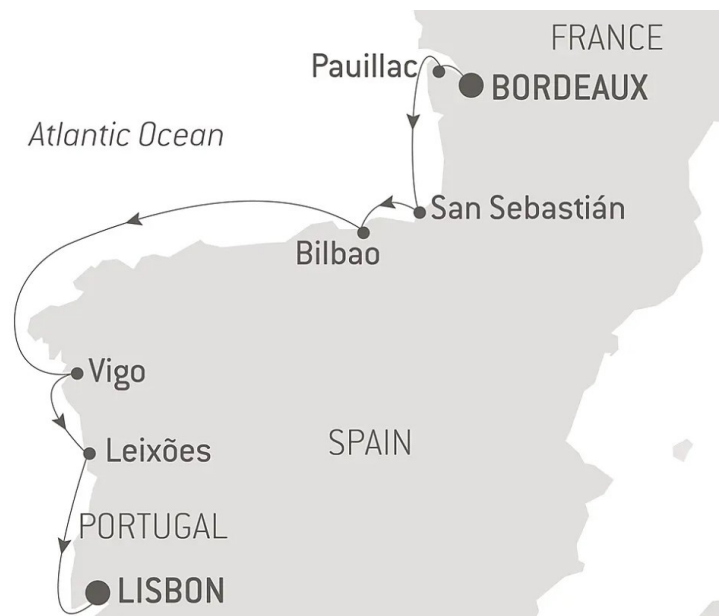 FRANCE
Pauillac
BORDEAUX
Atlantic Ocean
San Sebastián
Bilbao
Vigo
Leixões
SPAIN
PORTUGAL
LISBON